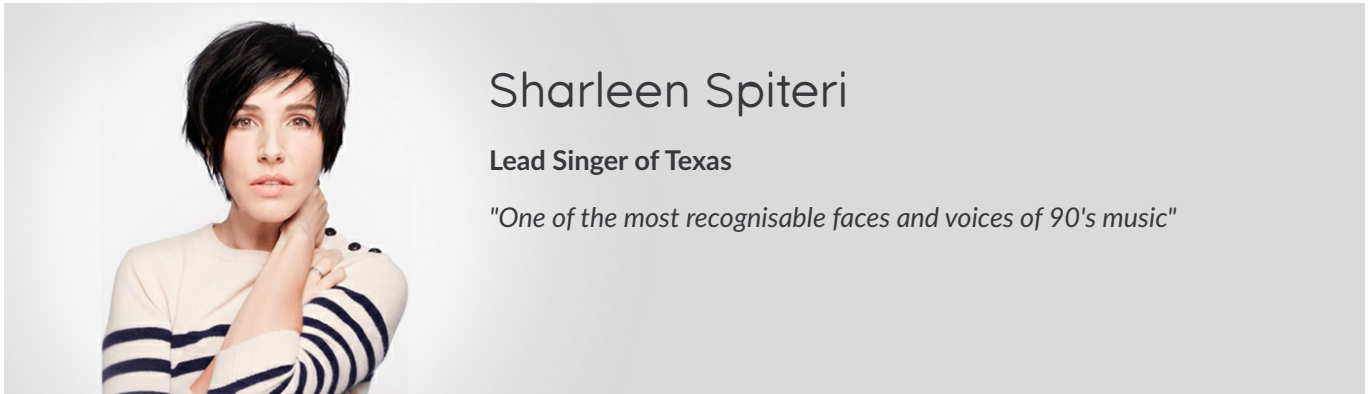 Sharleen Spiteri
Lead Singer of Texas
"One of the most recognisable faces and voices of 90's music"